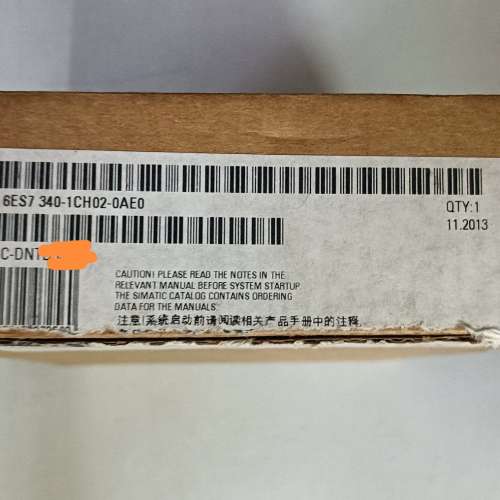 6ES7 340-1CH02-0AE0
QTY:1
11.2013
C-DNT
CAUTION! PLEASE READ THE NOTES IN THE
RELEVANT MANUAL BEFORE SYSTEM STARTUP.
THE SIMATIC CATALOG CONTAINS ORDERING
DATA FOR THE MANUALS.
注意!系统启动前请阅读相关产品手册中的注释,